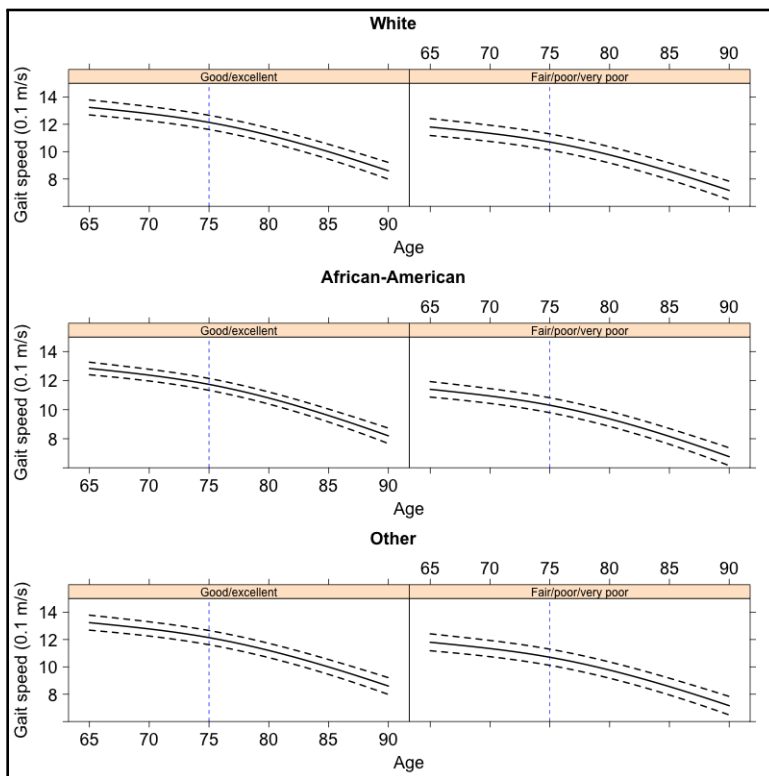 White
65 70 75 80 85 90
Good/excellent Fair/poor/very poor
Gait speed (0.1 m/s)
14
12
10
8
65 70 75 80 85 90
Age
African-American
65 70 75 80 85 90
Good/excellent Fair/poor/very poor
Gait speed (0.1 m/s)
14
12
10
8
65 70 75 80 85 90
Age
Other
65 70 75 80 85 90
Good/excellent Fair/poor/very poor
Gait speed (0.1 m/s)
14
12
10
8
65 70 75 80 85 90
Age